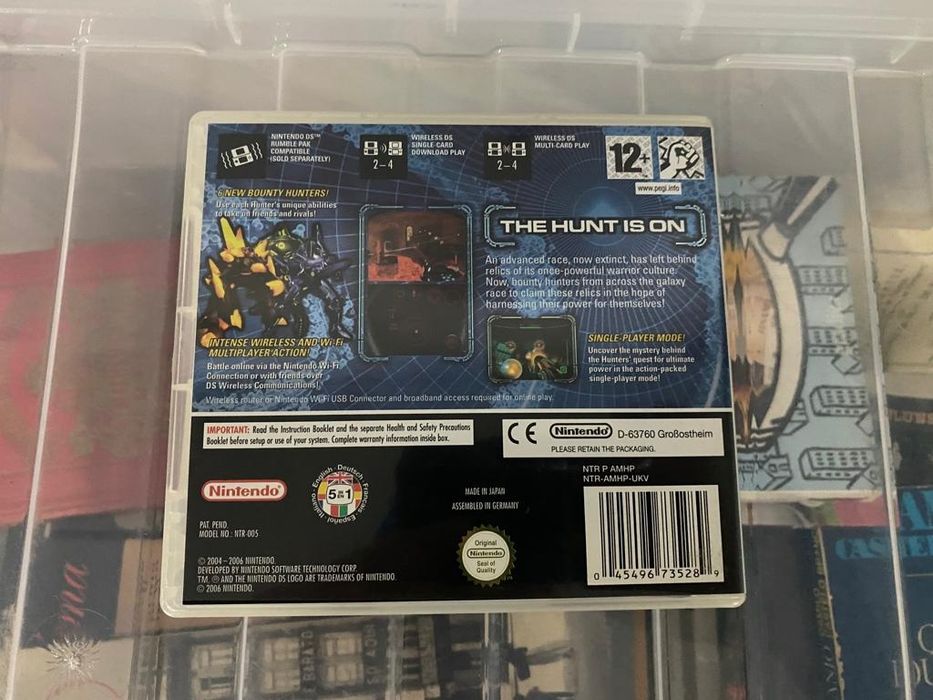 NINTENDO DS™
RUMBLE PAK
COMPATIBLE
(SOLD SEPARATELY)
2-4
WIRELESS DS
SINGLE-CARD
DOWNLOAD PLAY
2-4
WIRELESS DS
MULTI-CARD PLAY
12+
www.pegi.info
6 NEW BOUNTY HUNTERS!
Use each Hunter's unique abilities
to take on friends and rivals!
THE HUNT IS ON
An advanced race, now extinct, has left behind
relics of its once-powerful warrior culture.
Now, bounty hunters from across the galaxy
race to claim these relics in the hope of
harnessing their power for themselves!
INTENSE WIRELESS AND Wi-Fi
MULTIPLAYER ACTION!
Battle online via the Nintendo Wi-Fi
Connection or with friends over
DS Wireless Communications!
SINGLE-PLAYER MODE!
Uncover the mystery behind
the Hunters' quest for ultimate
power in the action-packed
single-player mode!
Wireless router or Nintendo Wi-Fi USB Connector and broadband access required for online play.
IMPORTANT: Read the Instruction Booklet and the separate Health and Safety Precautions
Booklet before setup or use of your system. Complete warranty information inside box.
CE Nintendo® D-63760 Großostheim
PLEASE RETAIN THE PACKAGING.
NTR P AMHP
NTR-AMHP-UKV
Nintendo®
English · Deutsch · Français · Español · Italiano
5 IN 1
MADE IN JAPAN
ASSEMBLED IN GERMANY
PAT. PEND.
MODEL NO.: NTR-005
Original
Nintendo
Seal of
Quality
© 2004 – 2006 NINTENDO.
DEVELOPED BY NINTENDO SOFTWARE TECHNOLOGY CORP.
TM, ® AND THE NINTENDO DS LOGO ARE TRADEMARKS OF NINTENDO.
© 2006 NINTENDO.
0 45496 73528 9
ma